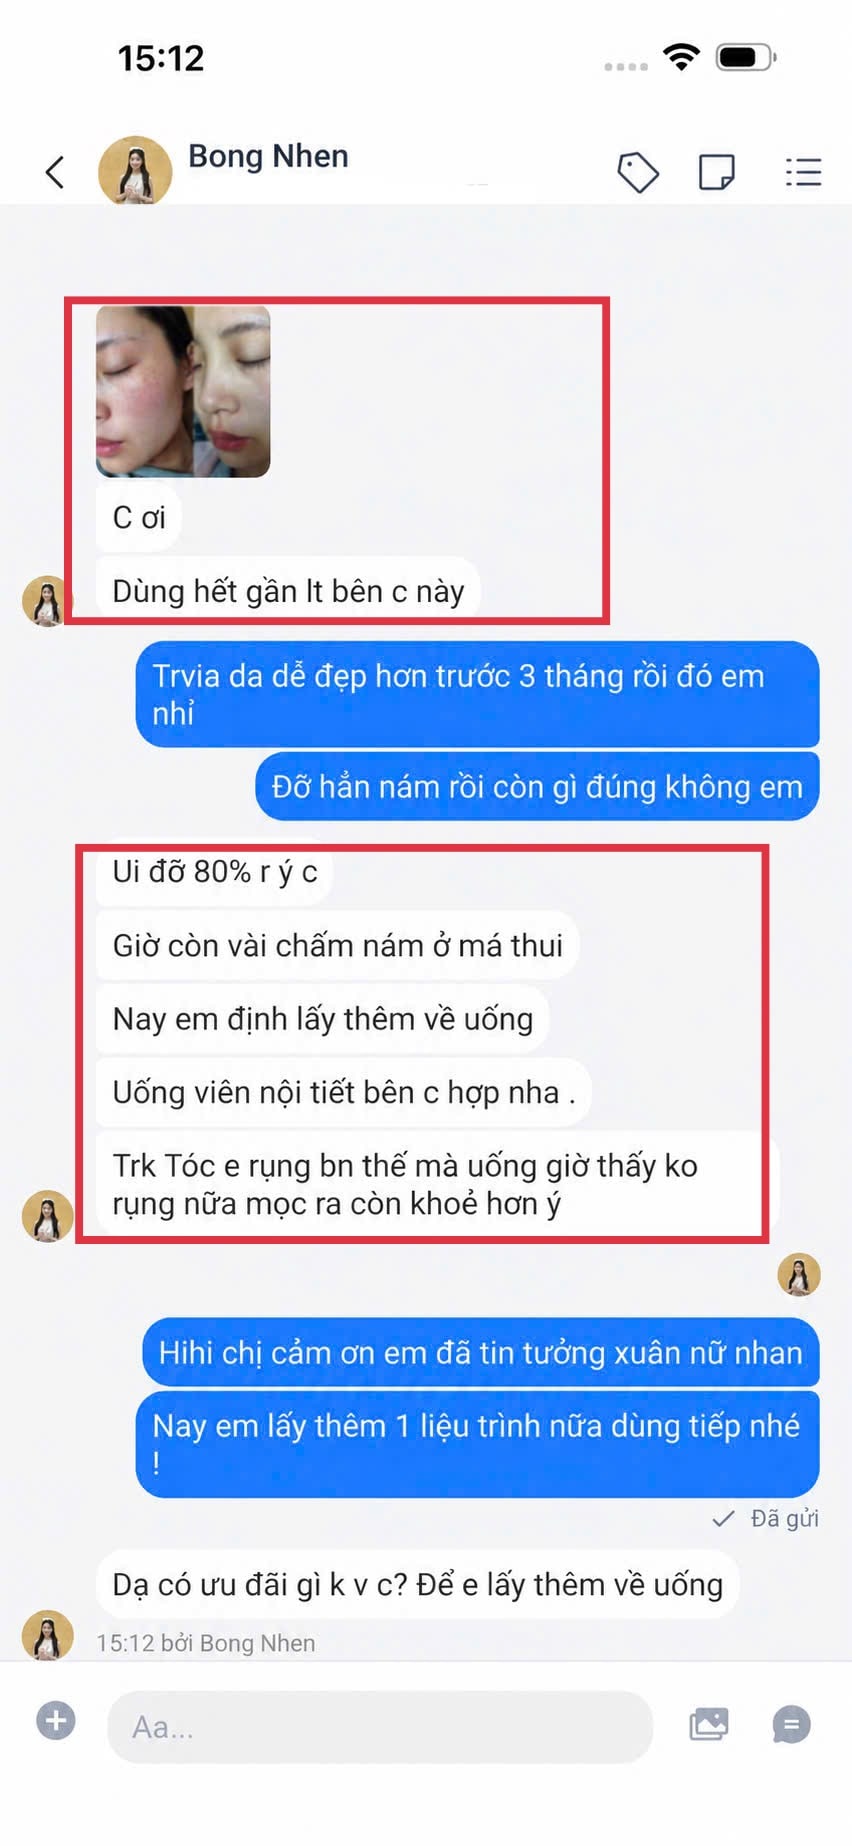 15:12
Bong Nhen
C ơi
Dùng hết gần lt bên c này
Trvia da dễ đẹp hơn trước 3 tháng rồi đó em
nhỉ
Đỡ hẳn nám rồi còn gì đúng không em
Ui đỡ 80% r ý c
Giờ còn vài chấm nám ở má thui
Nay em định lấy thêm về uống
Uống viên nội tiết bên c hợp nha .
Trk Tóc e rụng bn thế mà uống giờ thấy ko
rụng nữa mọc ra còn khoẻ hơn ý
Hihi chị cảm ơn em đã tin tưởng xuân nữ nhan
Nay em lấy thêm 1 liệu trình nữa dùng tiếp nhé
!
Đã gửi
Dạ có ưu đãi gì k v c? Để e lấy thêm về uống
15:12 bởi Bong Nhen
Aa...